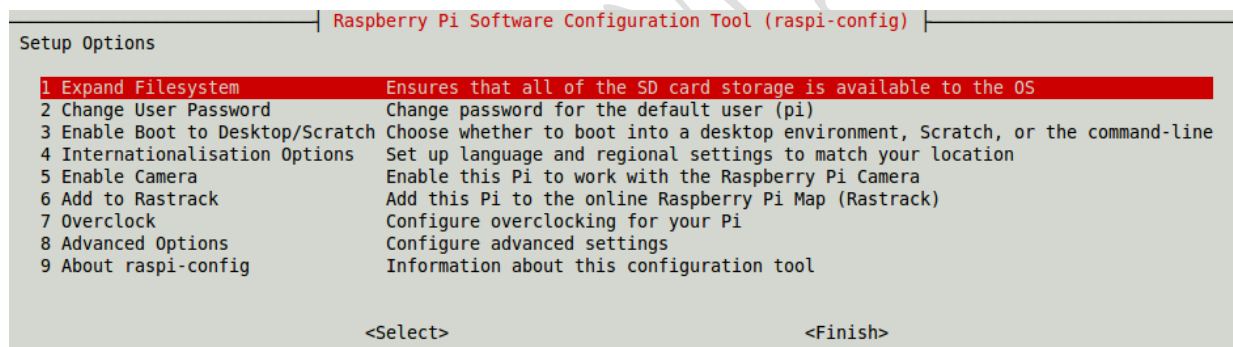 Raspberry Pi Software Configuration Tool (raspi-config)
Setup Options
1 Expand Filesystem Ensures that all of the SD card storage is available to the OS
2 Change User Password Change password for the default user (pi)
3 Enable Boot to Desktop/Scratch Choose whether to boot into a desktop environment, Scratch, or the command-line
4 Internationalisation Options Set up language and regional settings to match your location
5 Enable Camera Enable this Pi to work with the Raspberry Pi Camera
6 Add to Rastrack Add this Pi to the online Raspberry Pi Map (Rastrack)
7 Overclock Configure overclocking for your Pi
8 Advanced Options Configure advanced settings
9 About raspi-config Information about this configuration tool
<Select> <Finish>